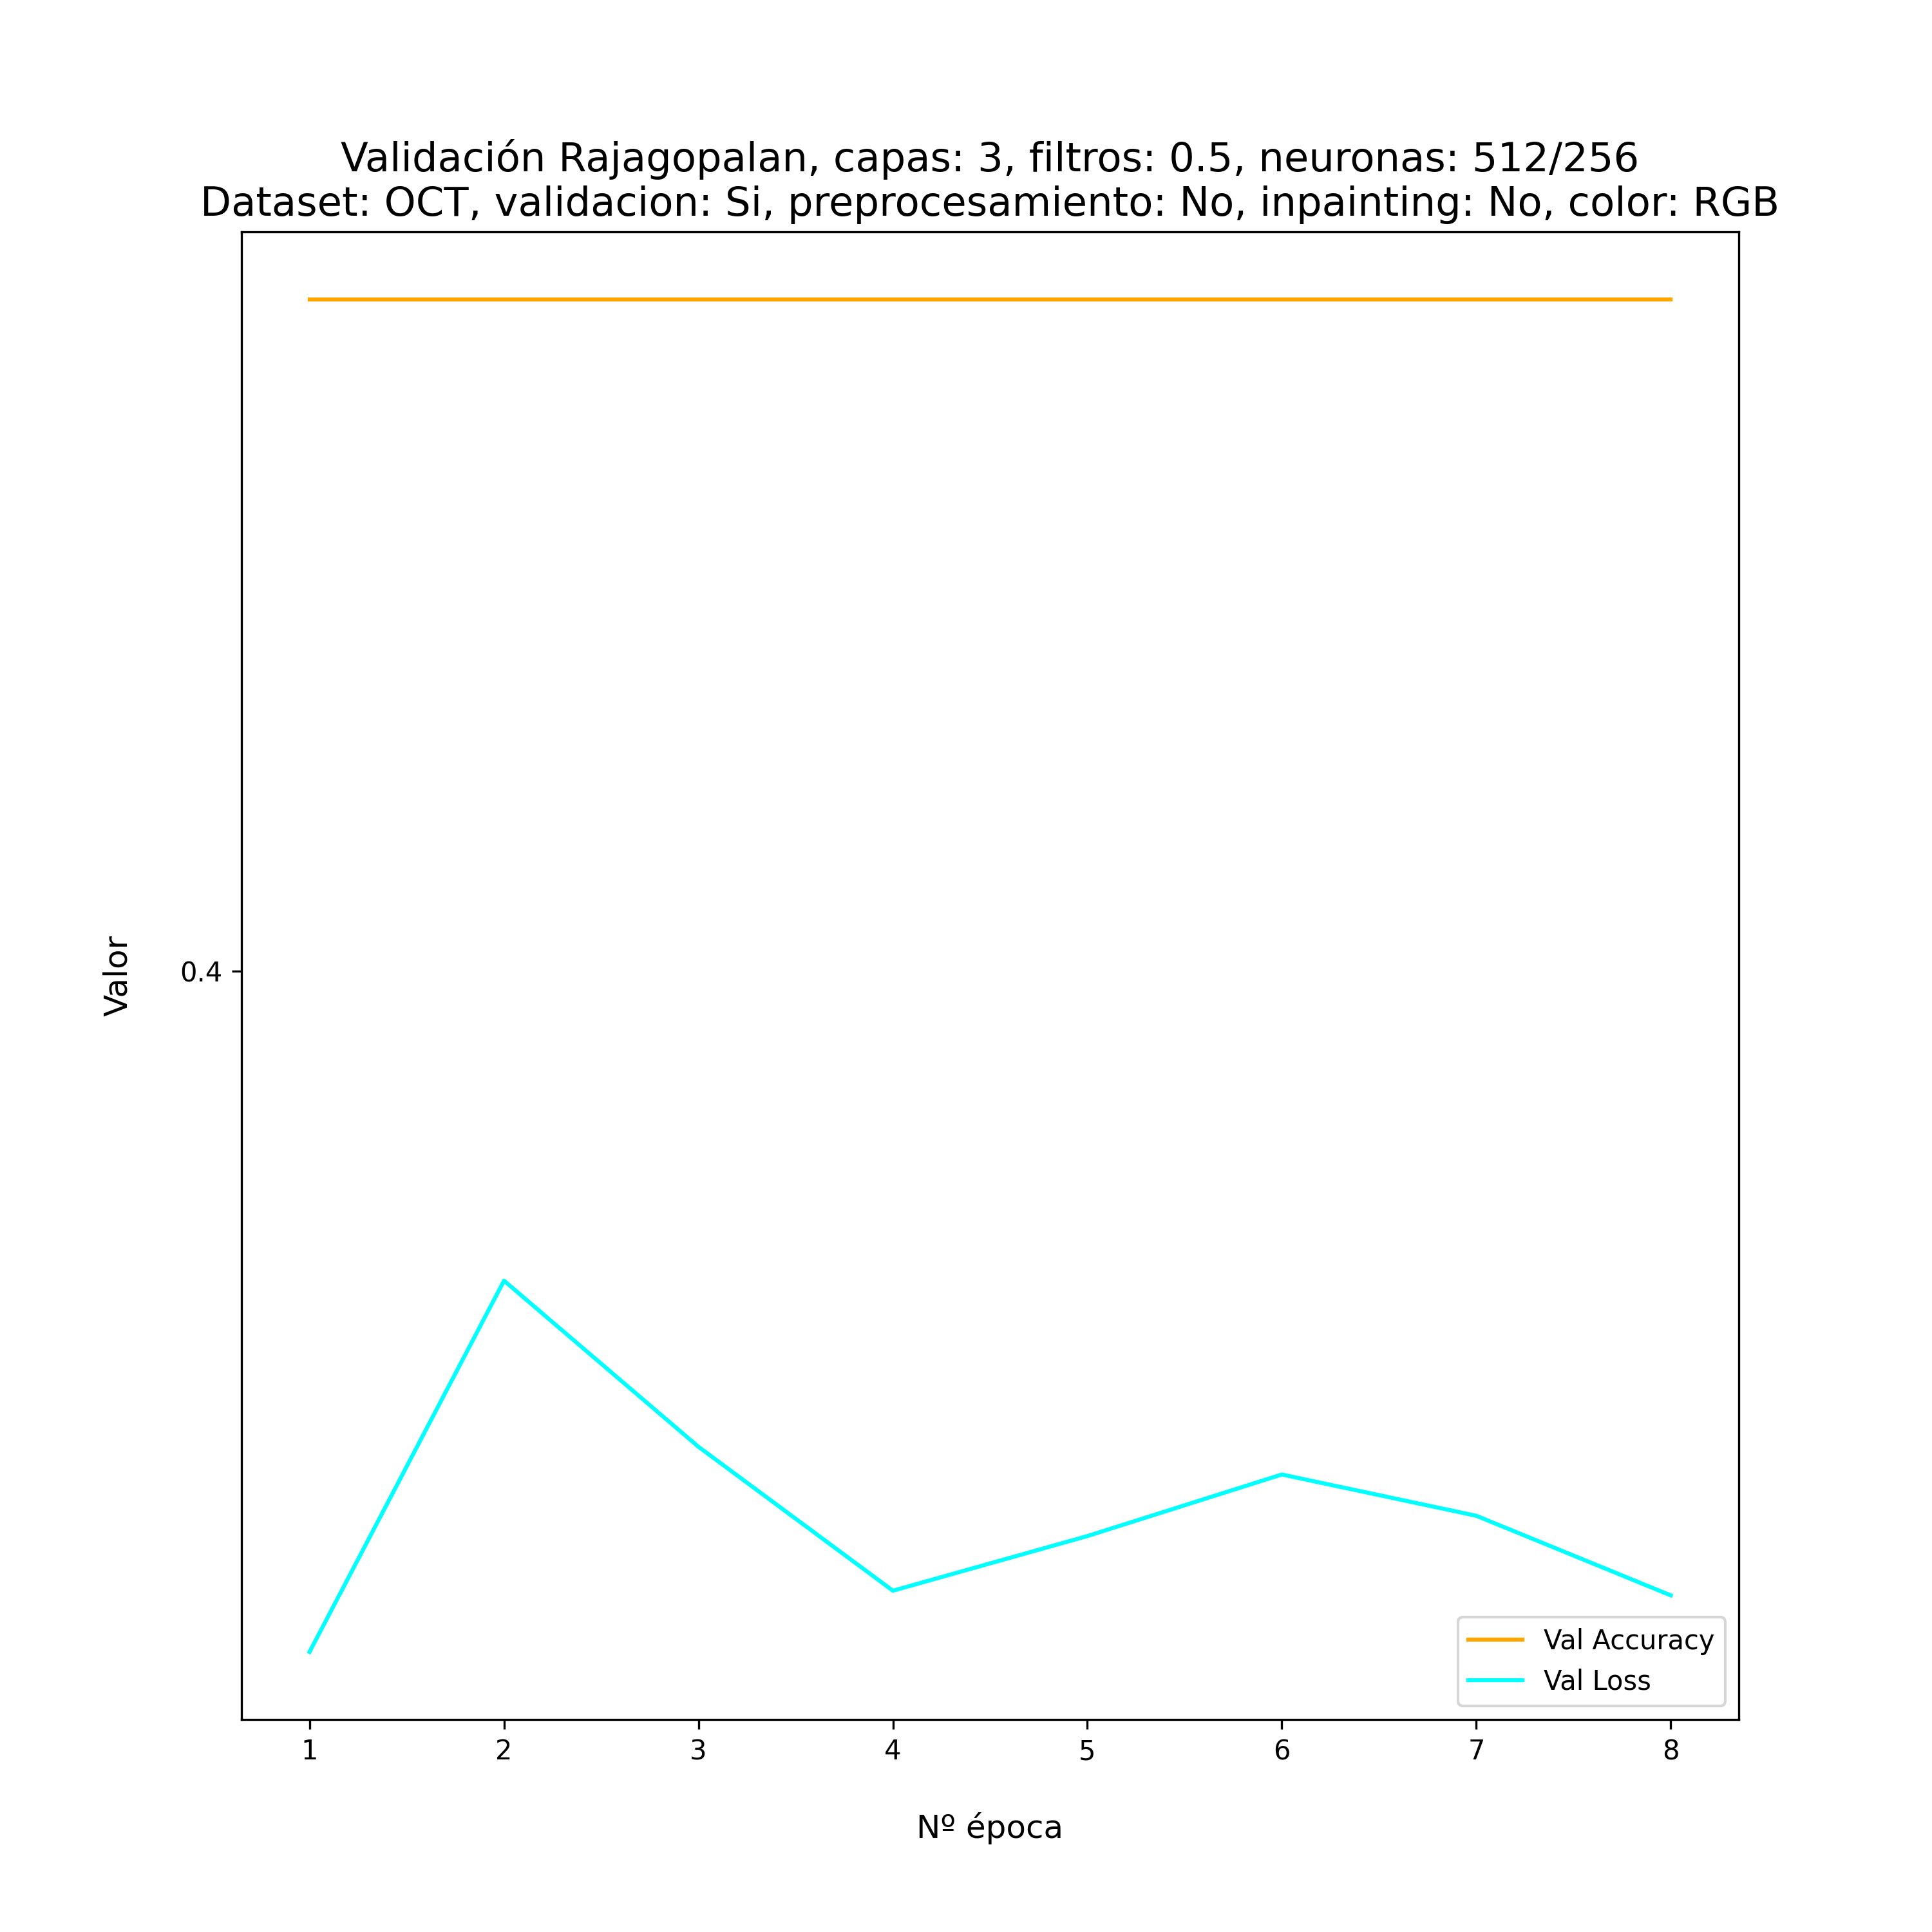 Validación Rajagopalan, capas: 3, filtros: 0.5, neuronas: 512/256
Dataset: OCT, validacion: Si, preprocesamiento: No, inpainting: No, color: RGB
Valor
0.4
Val Accuracy
Val Loss
1 2 3 4 5 6 7 8
Nº época